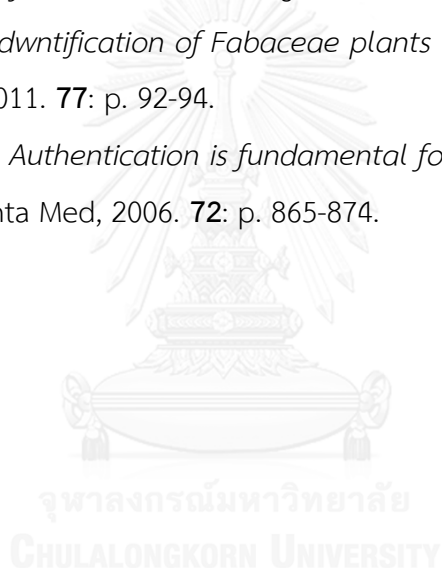 dwntification of Fabaceae plants
011. 77: p. 92-94.
Authentication is fundamental fo
nta Med, 2006. 72: p. 865-874.
จุฬาลงกรณ์มหาวิทยาลัย
CHULALONGKORN UNIVERSITY